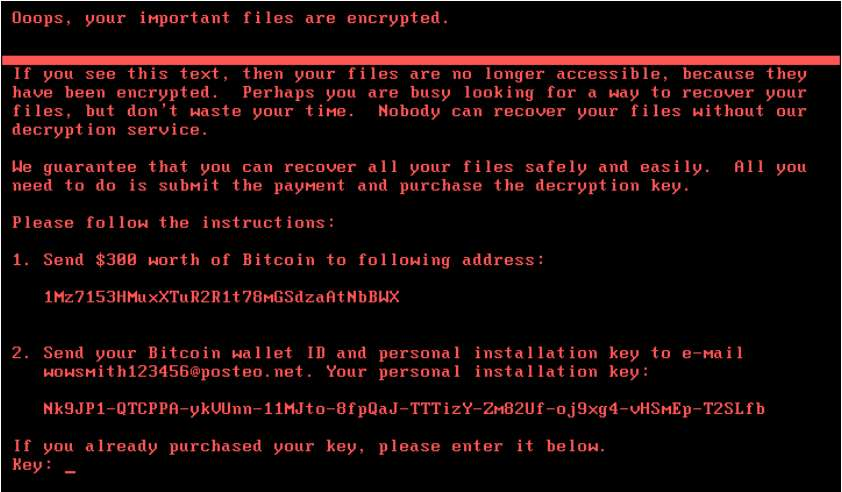 Ooops, your important files are encrypted.
If you see this text, then your files are no longer accessible, because they
have been encrypted.  Perhaps you are busy looking for a way to recover your
files, but don't waste your time.  Nobody can recover your files without our
decryption service.
We guarantee that you can recover all your files safely and easily.  All you
need to do is submit the payment and purchase the decryption key.
Please follow the instructions:
1. Send $300 worth of Bitcoin to following address:
1Mz7153HMuxXTuR2R1t78mGSdzaAtNbBWX
2. Send your Bitcoin wallet ID and personal installation key to e-mail
wowsmith123456@posteo.net. Your personal installation key:
Nk9JP1-QTCPPA-ykVUnn-11MJto-8fpQaJ-TTTizY-Zm82Uf-oj9xg4-vHSmEp-T2SLfb
If you already purchased your key, please enter it below.
Key: _